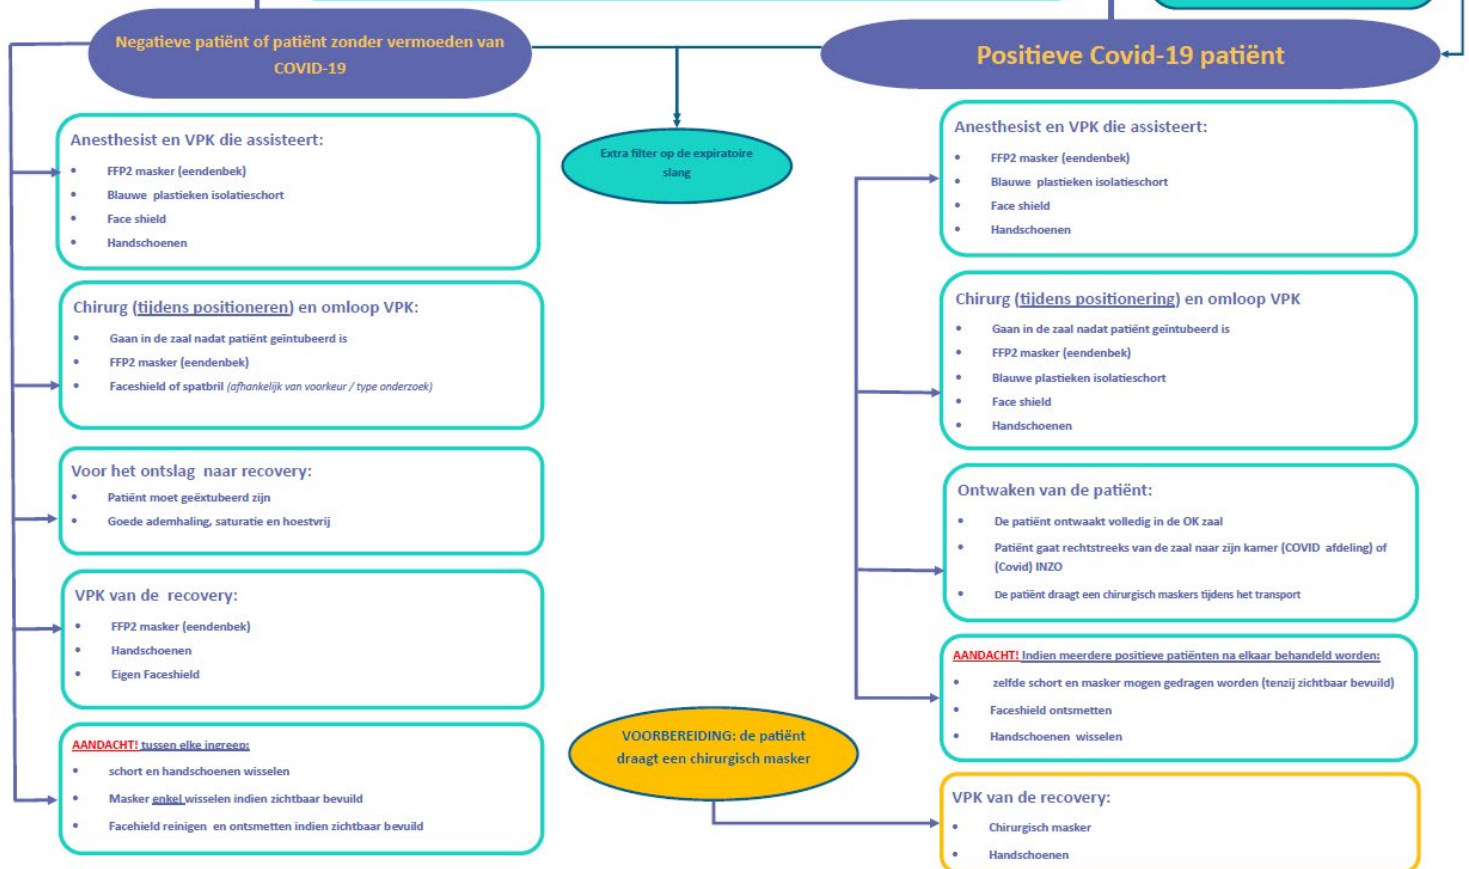 Negatieve patiënt of patiënt zonder vermoeden van
COVID-19
Anesthesist en VPK die assisteert:
• FFP2 masker (eendenbek)
• Blauwe plastieken isolatieschort
• Face shield
• Handschoenen
Chirurg (tijdens positioneren) en omloop VPK:
• Gaan in de zaal nadat patiënt geïntubeerd is
• FFP2 masker (eendenbek)
• Faceshield of spatbril (afhankelijk van voorkeur / type onderzoek)
Voor het ontslag naar recovery:
• Patiënt moet geëxtubeerd zijn
• Goede ademhaling, saturatie en hoestvrij
VPK van de recovery:
• FFP2 masker (eendenbek)
• Handschoenen
• Eigen Faceshield
AANDACHT! tussen elke ingreep:
• schort en handschoenen wisselen
• Masker enkel wisselen indien zichtbaar bevuild
• Facehield reinigen en ontsmetten indien zichtbaar bevuild
Extra filter op de expiratoire
slang
VOORBEREIDING: de patiënt
draagt een chirurgisch masker
Positieve Covid-19 patiënt
Anesthesist en VPK die assisteert:
• FFP2 masker (eendenbek)
• Blauwe plastieken isolatieschort
• Face shield
• Handschoenen
Chirurg (tijdens positionering) en omloop VPK
• Gaan in de zaal nadat patiënt geïntubeerd is
• FFP2 masker (eendenbek)
• Blauwe plastieken isolatieschort
• Face shield
• Handschoenen
Ontwaken van de patiënt:
• De patiënt ontwaakt volledig in de OK zaal
• Patiënt gaat rechtstreeks van de zaal naar zijn kamer (COVID afdeling) of
(Covid) INZO
• De patiënt draagt een chirurgisch maskers tijdens het transport
AANDACHT! Indien meerdere positieve patiënten na elkaar behandeld worden:
• zelfde schort en masker mogen gedragen worden (tenzij zichtbaar bevuild)
• Faceshield ontsmetten
• Handschoenen wisselen
VPK van de recovery:
• Chirurgisch masker
• Handschoenen